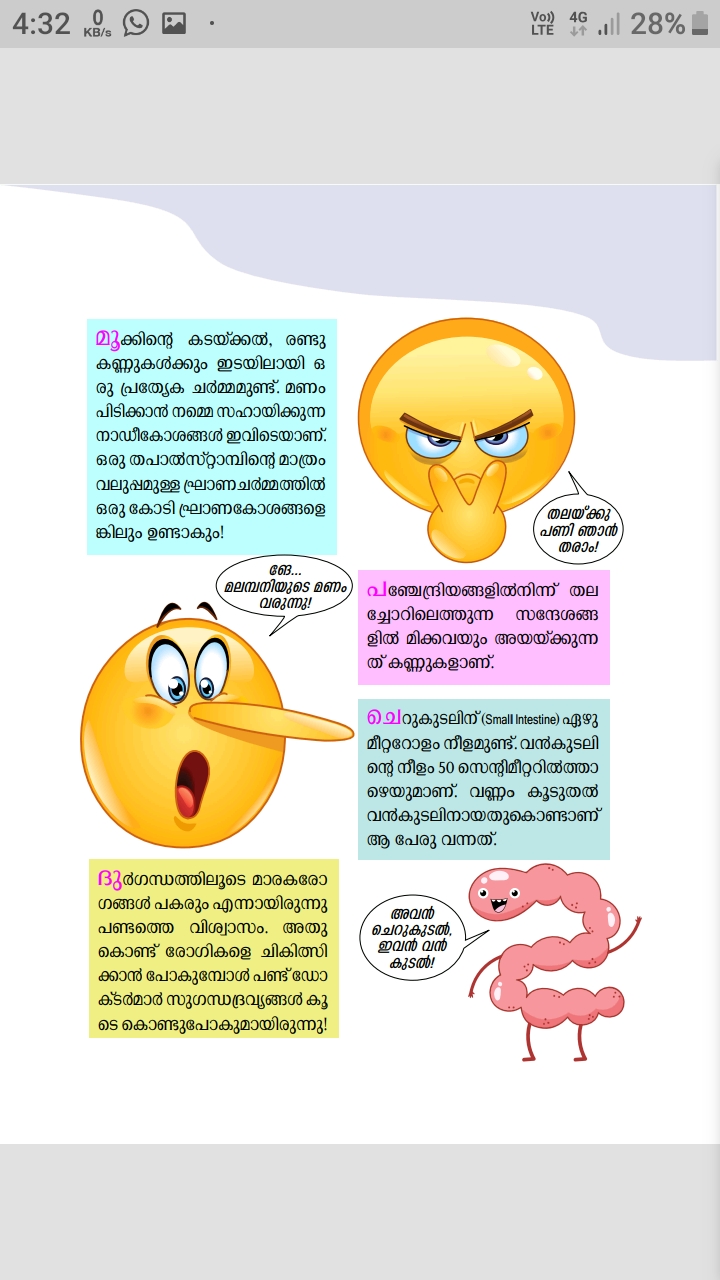 4:32
0
KB/s
Vo))
LTE
4G
28%
മൂക്കിന്റെ കടയ്ക്കൽ, രണ്ടു
കണ്ണുകൾക്കും ഇടയിലായി ഒ
രു പ്രത്യേക ചർമ്മമുണ്ട്. മണം
പിടിക്കാൻ നമ്മെ സഹായിക്കുന്ന
നാഡീകോശങ്ങൾ ഇവിടെയാണ്.
ഒരു തപാൽസ്റ്റാമ്പിന്റെ മാത്രം
വലുപ്പമുള്ള ഘ്രാണചർമ്മത്തിൽ
ഒരു കോടി ഘ്രാണകോശങ്ങളെ
ങ്കിലും ഉണ്ടാകും!
തലയ്ക്കു
പണി ഞാൻ
തരാം!
ങേ...
മലമ്പനിയുടെ മണം
വരുന്നു!
പഞ്ചേന്ദ്രിയങ്ങളിൽനിന്ന് തല
ച്ചോറിലെത്തുന്ന സന്ദേശങ്ങ
ളിൽ മിക്കവയും അയയ്ക്കുന്ന
ത് കണ്ണുകളാണ്.
ചെറുകുടലിന് (Small Intestine) ഏഴു
മീറ്ററോളം നീളമുണ്ട്. വൻകുടലി
ന്റെ നീളം 50 സെന്റിമീറ്ററിൽത്താ
ഴെയുമാണ്. വണ്ണം കൂടുതൽ
വൻകുടലിനായതുകൊണ്ടാണ്
ആ പേരു വന്നത്.
ദുർഗന്ധത്തിലൂടെ മാരകരോ
ഗങ്ങൾ പകരും എന്നായിരുന്നു
പണ്ടത്തെ വിശ്വാസം. അതു
കൊണ്ട് രോഗികളെ ചികിത്സി
ക്കാൻ പോകുമ്പോൾ പണ്ട് ഡോ
ക്ടർമാർ സുഗന്ധദ്രവ്യങ്ങൾ കൂ
ടെ കൊണ്ടുപോകുമായിരുന്നു!
അവൻ
ചെറുകുടൽ,
ഇവൻ വൻ
കുടൽ!